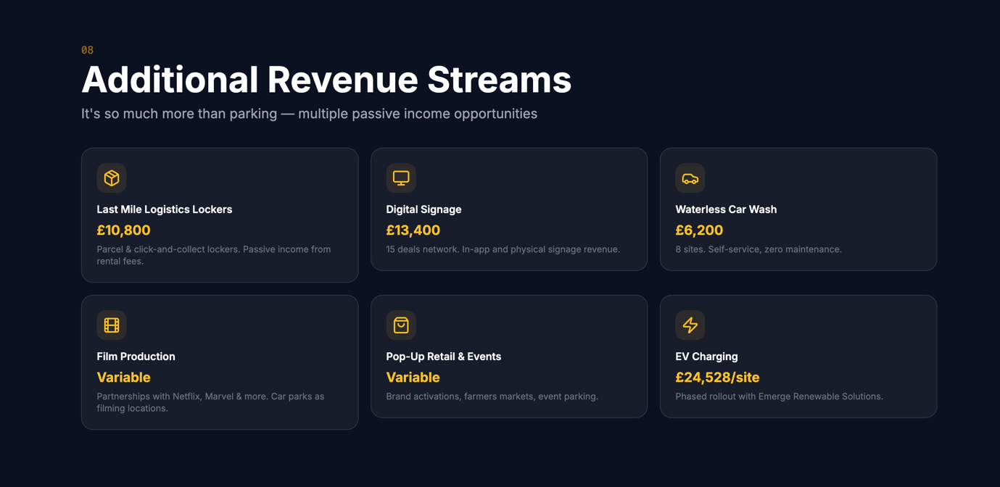 08
Additional Revenue Streams
It's so much more than parking — multiple passive income opportunities
Last Mile Logistics Lockers
£10,800
Parcel & click-and-collect lockers. Passive income from
rental fees.
Digital Signage
£13,400
15 deals network. In-app and physical signage revenue.
Waterless Car Wash
£6,200
8 sites. Self-service, zero maintenance.
Film Production
Variable
Partnerships with Netflix, Marvel & more. Car parks as
filming locations.
Pop-Up Retail & Events
Variable
Brand activations, farmers markets, event parking.
EV Charging
£24,528/site
Phased rollout with Emerge Renewable Solutions.